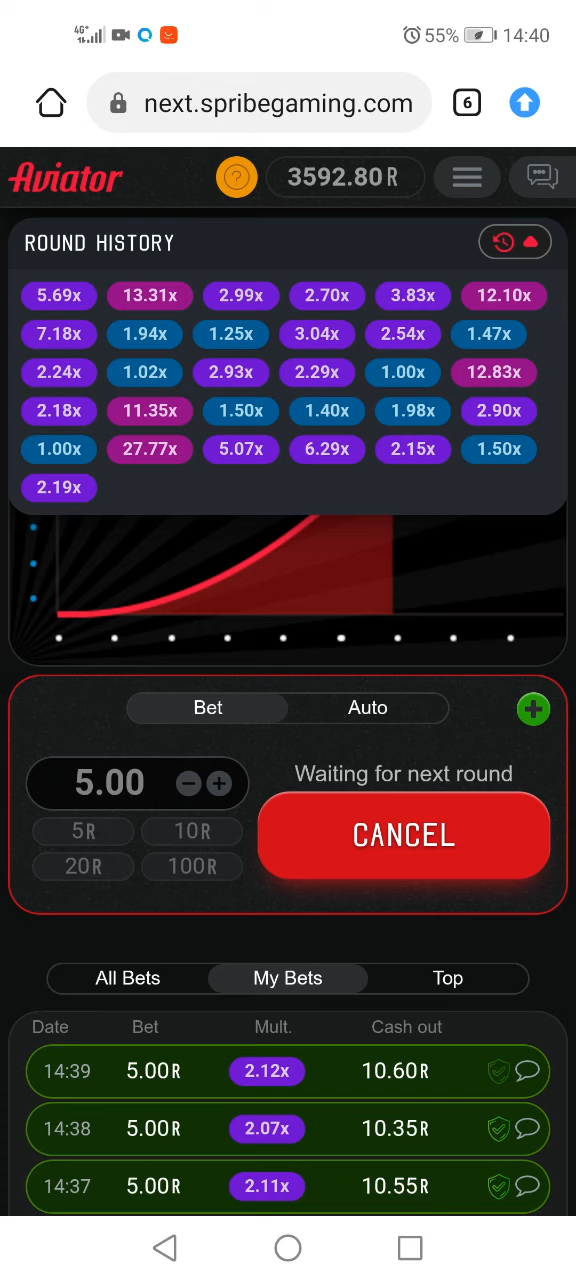 4G+ 55% 14:40
next.spribegaming.com 6
Aviator ? 3592.80R
ROUND HISTORY
5.69x 13.31x 2.99x 2.70x 3.83x 12.10x
7.18x 1.94x 1.25x 3.04x 2.54x 1.47x
2.24x 1.02x 2.93x 2.29x 1.00x 12.83x
2.18x 11.35x 1.50x 1.40x 1.98x 2.90x
1.00x 27.77x 5.07x 6.29x 2.15x 1.50x
2.19x
Bet Auto
Waiting for next round
5.00
CANCEL
5R 10R
20R 100R
All Bets My Bets Top
Date Bet Mult. Cash out
14:39 5.00R 2.12x 10.60R
14:38 5.00R 2.07x 10.35R
14:37 5.00R 2.11x 10.55R